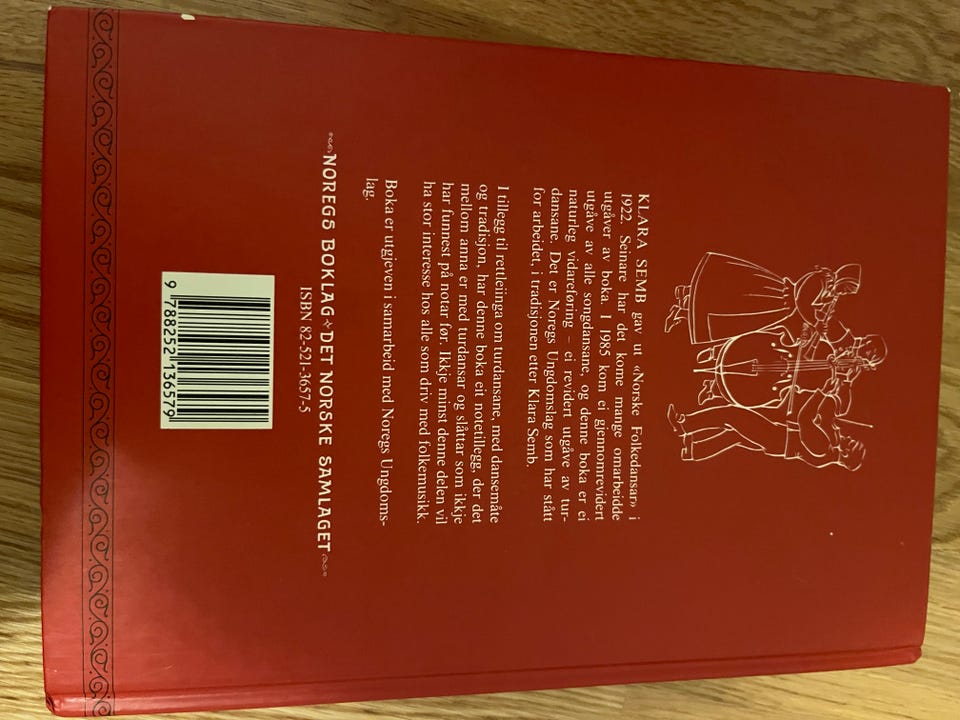 KLARA SEMB gav ut «Norske Folkedansar» i
1922. Seinare har det kome mange omarbeidde
utgåver av boka. I 1985 kom ei gjennomrevidert
utgåve av alle songdansane, og denne boka er ei
naturleg vidareføring – ei revidert utgåve av tur-
dansane. Det er Noregs Ungdomslag som har stått
for arbeidet, i tradisjonen etter Klara Semb.
I tillegg til rettleiinga om turdansane, med dansemåte
og tradisjon, har denne boka eit notetillegg, der det
mellom anna er med turdansar og slåttar som ikkje
har funnest på notar før. Ikkje minst denne delen vil
ha stor interesse hos alle som driv med folkemusikk.
Boka er utgjeven i samarbeid med Noregs Ungdoms-
lag.
NOREGS BOKLAG DET NORSKE SAMLAGET
ISBN 82-521-3657-5
9 788252 136579